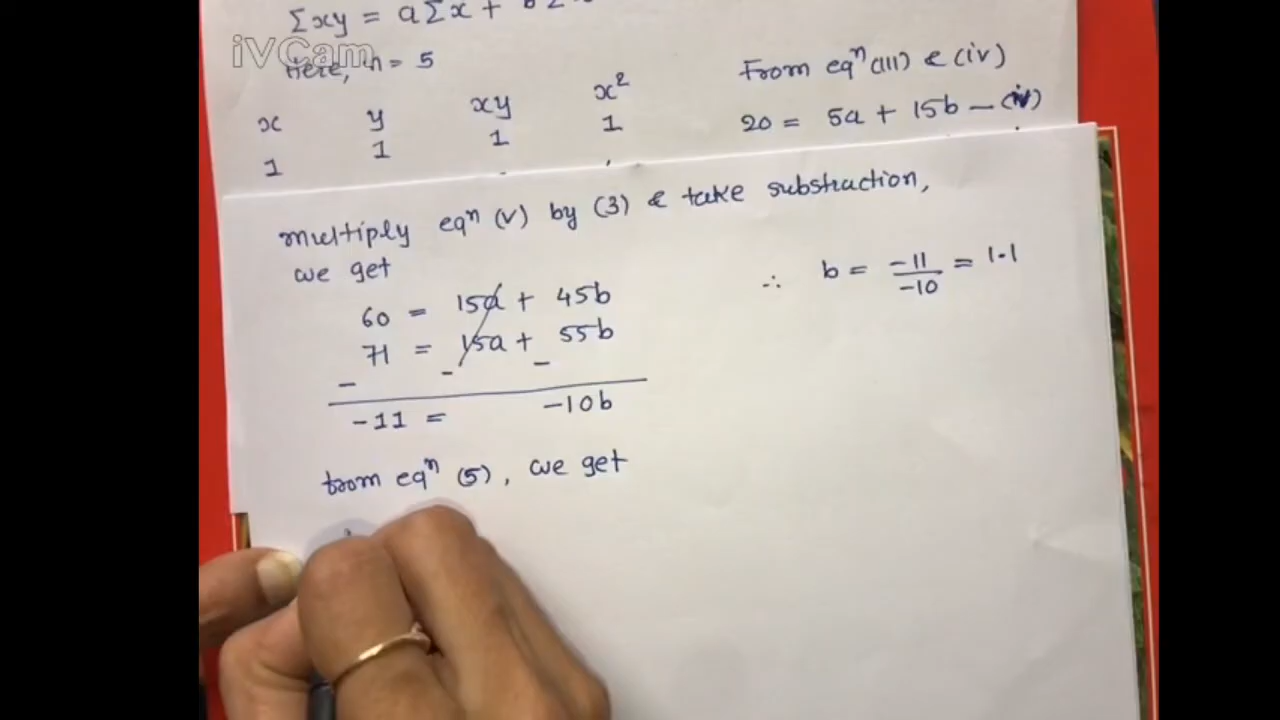 Σxy = aΣx +
iVCam
Here, n = 5
x y xy x²
1 1 1 1
From eqⁿ (III) & (iv)
20 = 5a + 15b — (v)
multiply eqⁿ (v) by (3) & take substraction,
we get
60 = 15a + 45b
71 = 15a + 55b
- - -
-11 = -10b
∴ b = -11/-10 = 1.1
from eqⁿ (5), we get